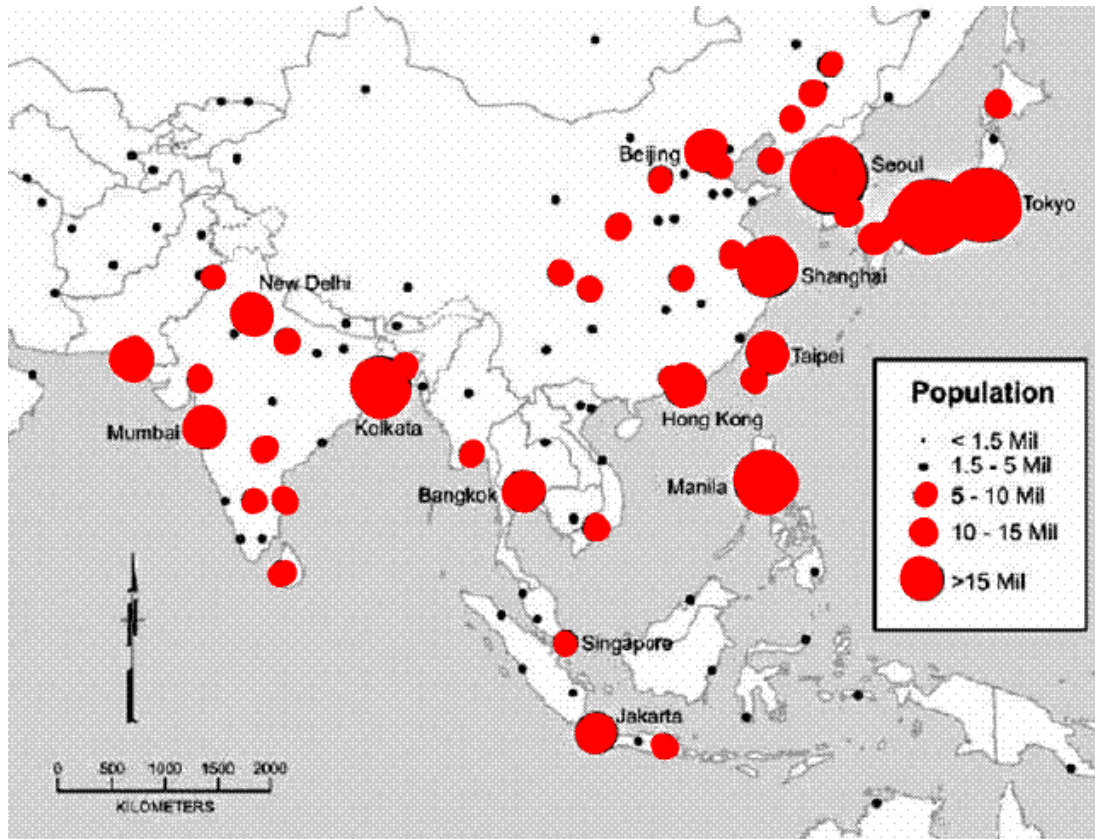 Beijing
Seoul
Tokyo
Shanghai
New Delhi
Taipei
Mumbai
Kolkata
Hong Kong
Bangkok
Manila
Singapore
Jakarta
Population
< 1.5 Mil
1.5 - 5 Mil
5 - 10 Mil
10 - 15 Mil
>15 Mil
0 500 1000 1500 2000
KILOMETERS